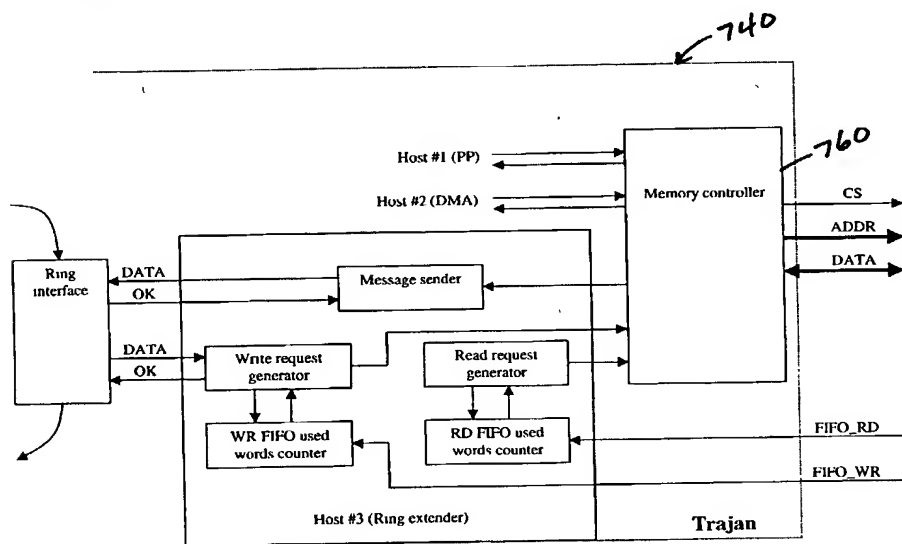 740
Host #1 (PP)
760
Host #2 (DMA)
Memory controller
CS
ADDR
DATA
Ring
interface
DATA
OK
Message sender
DATA
OK
Write request
generator
Read request
generator
WR FIFO used
words counter
RD FIFO used
words counter
FIFO_RD
FIFO_WR
Host #3 (Ring extender)
Trajan